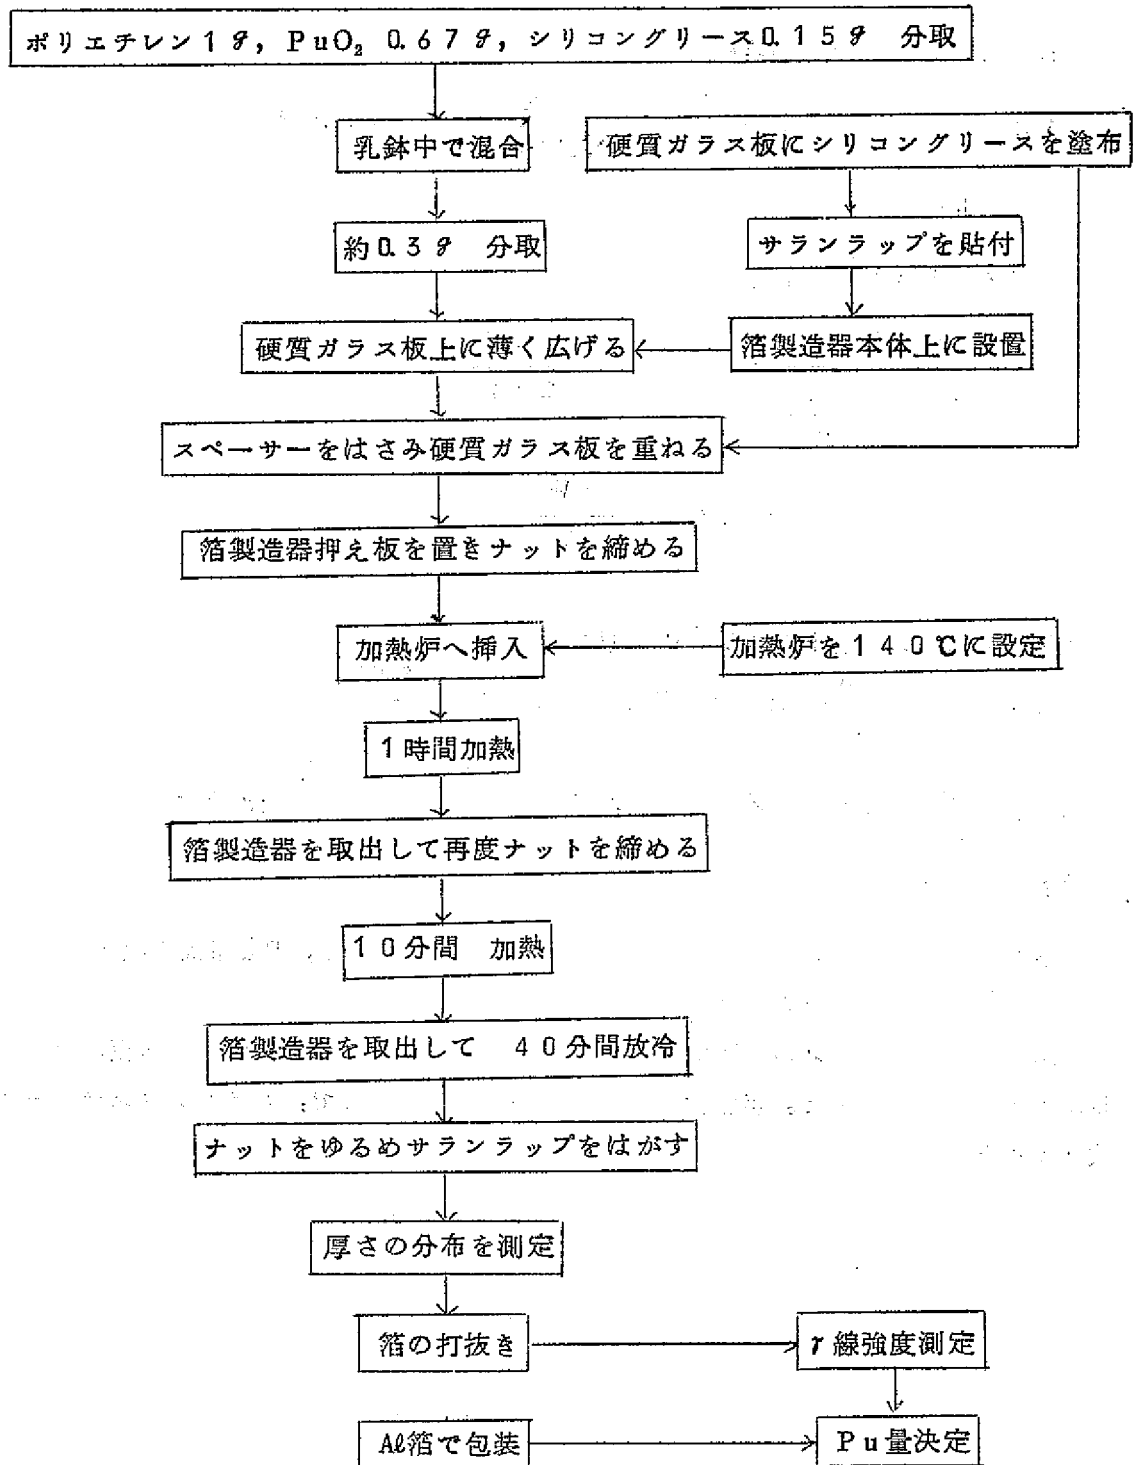 ポリエチレン1g, PuO₂ 0.67g, シリコングリース0.15g 分取
乳鉢中で混合
硬質ガラス板にシリコングリースを塗布
約0.3g 分取
サランラップを貼付
硬質ガラス板上に薄く広げる
箔製造器本体上に設置
スペーサーをはさみ硬質ガラス板を重ねる
箔製造器押え板を置きナットを締める
加熱炉へ挿入
加熱炉を140℃に設定
1時間加熱
箔製造器を取出して再度ナットを締める
10分間 加熱
箔製造器を取出して 40分間放冷
ナットをゆるめサランラップをはがす
厚さの分布を測定
箔の打抜き
γ線強度測定
Aℓ箔で包装
Pu量決定